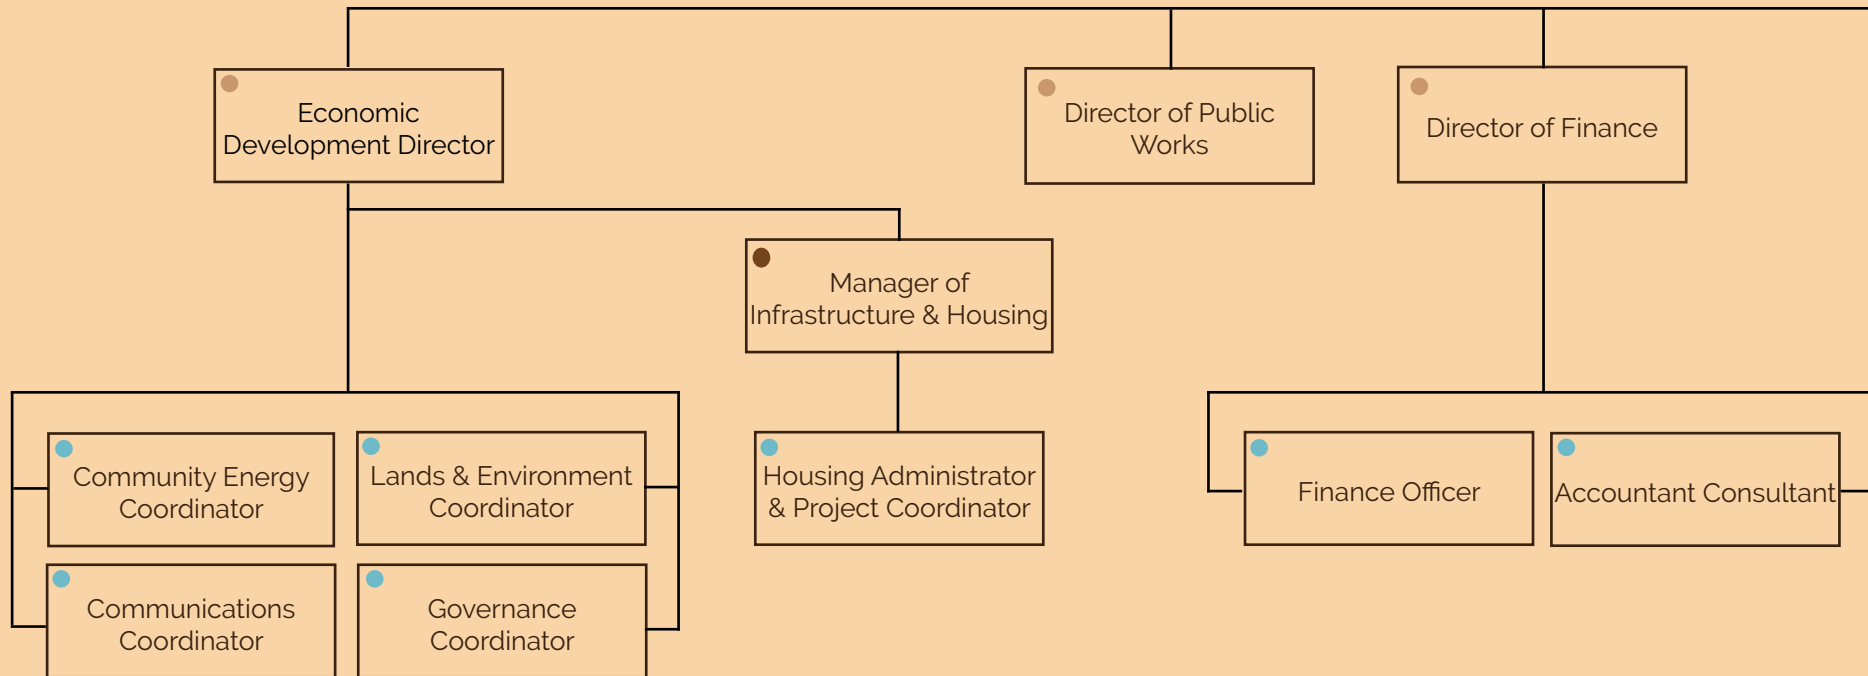 Economic
Development Director
Director of Public
Works
Director of Finance
Manager of
Infrastructure & Housing
Community Energy
Coordinator
Lands & Environment
Coordinator
Housing Administrator
& Project Coordinator
Finance Officer
Accountant Consultant
Communications
Coordinator
Governance
Coordinator